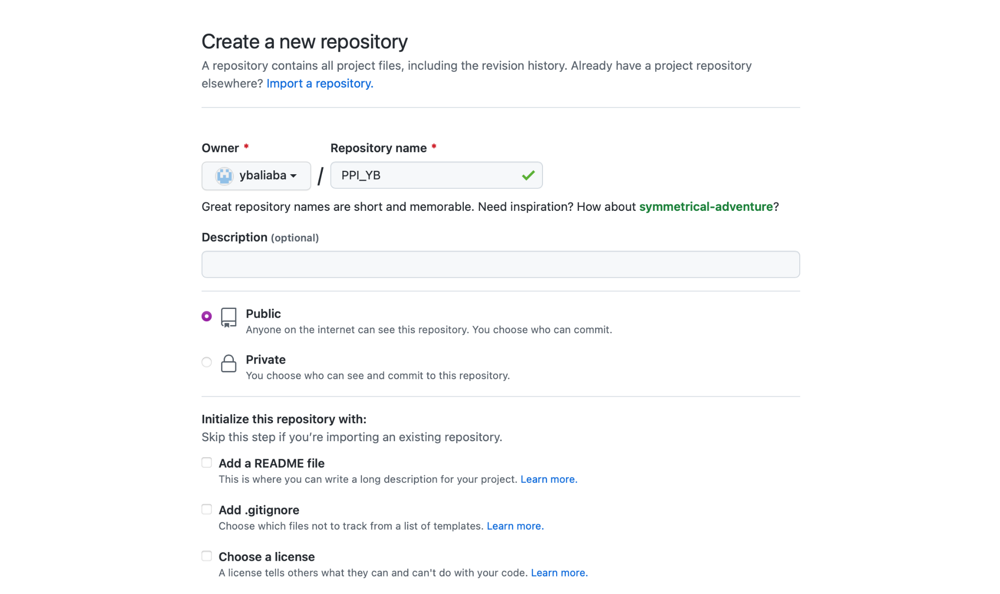 Create a new repository
A repository contains all project files, including the revision history. Already have a project repository
elsewhere? Import a repository.
Owner * Repository name *
ybaliaba / PPI_YB
Great repository names are short and memorable. Need inspiration? How about symmetrical-adventure?
Description (optional)
Public
Anyone on the internet can see this repository. You choose who can commit.
Private
You choose who can see and commit to this repository.
Initialize this repository with:
Skip this step if you’re importing an existing repository.
Add a README file
This is where you can write a long description for your project. Learn more.
Add .gitignore
Choose which files not to track from a list of templates. Learn more.
Choose a license
A license tells others what they can and can't do with your code. Learn more.